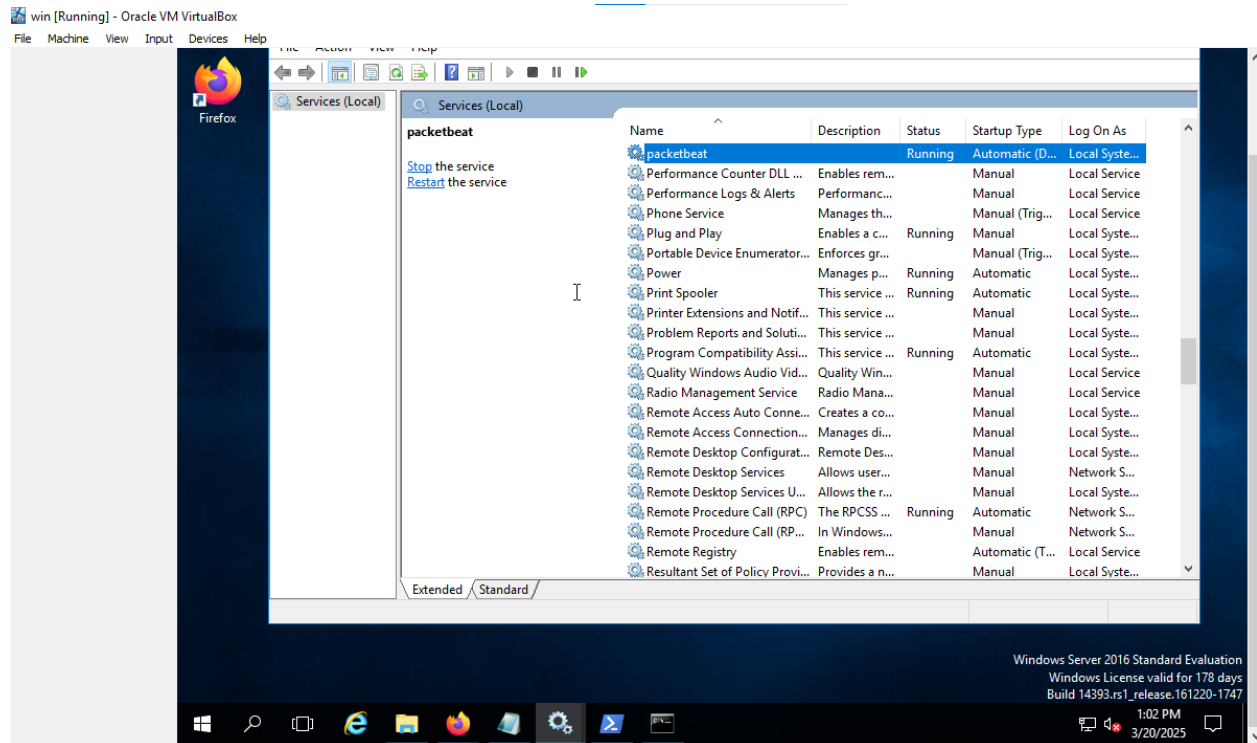 win [Running] - Oracle VM VirtualBox
File Machine View Input Devices Help
File Action View Help
Firefox
Services (Local)
Services (Local)
packetbeat
Stop the service
Restart the service
Name Description Status Startup Type Log On As
packetbeat Running Automatic (D... Local Syste...
Performance Counter DLL ... Enables rem... Manual Local Service
Performance Logs & Alerts Performanc... Manual Local Service
Phone Service Manages th... Manual (Trig... Local Service
Plug and Play Enables a c... Running Manual Local Syste...
Portable Device Enumerator... Enforces gr... Manual (Trig... Local Syste...
Power Manages p... Running Automatic Local Syste...
Print Spooler This service ... Running Automatic Local Syste...
Printer Extensions and Notif... This service ... Manual Local Syste...
Problem Reports and Soluti... This service ... Manual Local Syste...
Program Compatibility Assi... This service ... Running Automatic Local Syste...
Quality Windows Audio Vid... Quality Win... Manual Local Service
Radio Management Service Radio Mana... Manual Local Service
Remote Access Auto Conne... Creates a co... Manual Local Syste...
Remote Access Connection... Manages di... Manual Local Syste...
Remote Desktop Configurat... Remote Des... Manual Local Syste...
Remote Desktop Services Allows user... Manual Network S...
Remote Desktop Services U... Allows the r... Manual Local Syste...
Remote Procedure Call (RPC) The RPCSS ... Running Automatic Network S...
Remote Procedure Call (RP... In Windows... Manual Network S...
Remote Registry Enables rem... Automatic (T... Local Service
Resultant Set of Policy Provi... Provides a n... Manual Local Syste...
Extended Standard
Windows Server 2016 Standard Evaluation
Windows License valid for 178 days
Build 14393.rs1_release.161220-1747
1:02 PM
3/20/2025